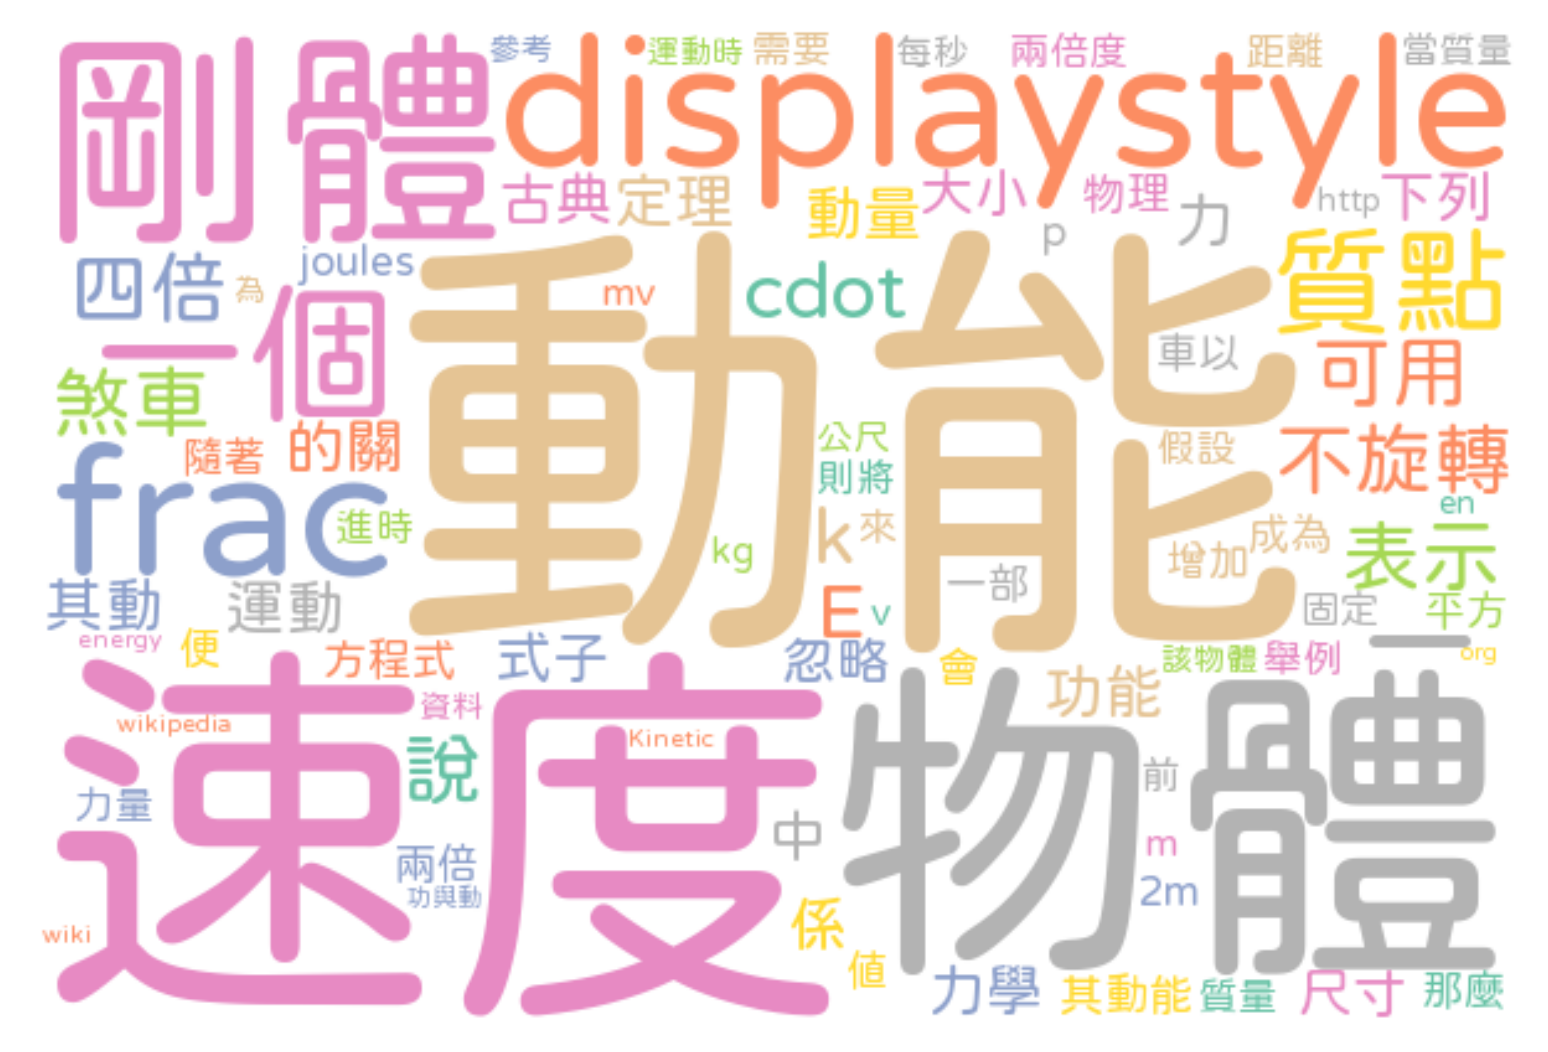 剛體
參考
displaystyle
運動時
需要
每秒
兩倍度
距離
當質量
古典
定理
動量
大小
物理
力
http
下列
p
四倍
為
joules
動能
mv
cdot
質點
一個
車以
可用
煞車
隨著
的關
公尺
假設
不旋轉
frac
進時
則將
k
來
kg
en
成為
增加
表示
其動
運動
E
v
一部
固定
平方
energy
便
方程式
式子
忽略
會
該物體
舉例
一
org
速度
wikipedia
資料
Kinetic
功能
物體
說
力量
中
前
兩倍
功與動
m
2m
wiki
係
值
力學
其動能
質量
尺寸
那麼